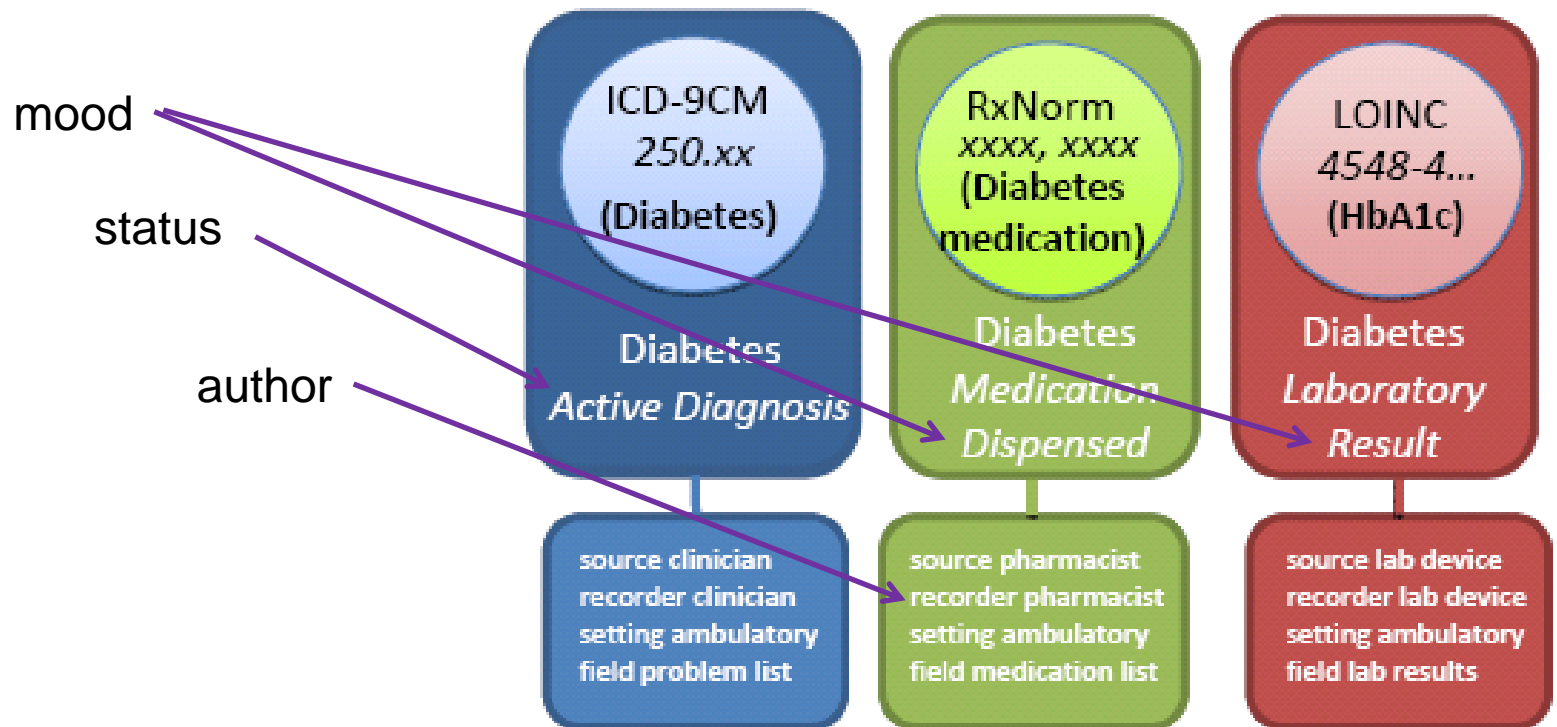 mood
status
author
ICD-9CM
250.xx
(Diabetes)
Diabetes
Active Diagnosis
source clinician
recorder clinician
setting ambulatory
field problem list
RxNorm
xxxx, xxxx
(Diabetes
medication)
Diabetes
Medication
Dispensed
source pharmacist
recorder pharmacist
setting ambulatory
field medication list
LOINC
4548-4...
(HbA1c)
Diabetes
Laboratory
Result
source lab device
recorder lab device
setting ambulatory
field lab results